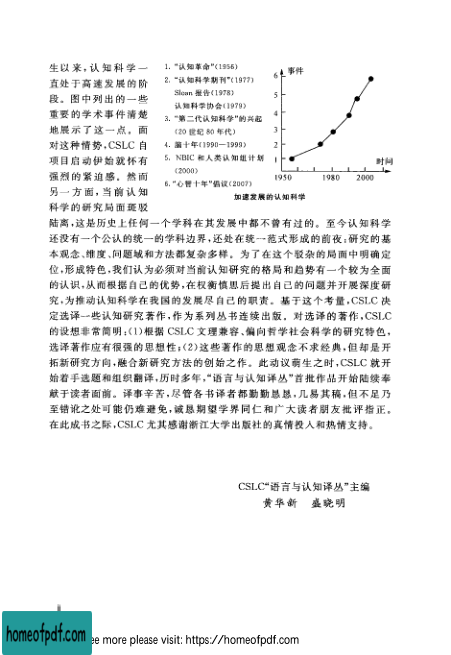 生以来,认知科学一
直处于高速发展的阶
段。图中列出的一些
重要的学术事件清楚
地展示了这一点。面
对这种情势,CSLC 自
项目启动伊始就怀有
强烈的紧迫感。然而
另一方面,当前认知
科学的研究局面斑驳
1. “认知革命”(1956)
2. “认知科学期刊”(1977)
Sloan 报告(1978)
认知科学协会(1979)
3. “第二代认知科学”的兴起
(20 世纪 80 年代)
4. 脑十年(1990—1999)
5. NBIC 和人类认知组计划
(2000)
6. “心智十年”倡议(2007)
事件
6
5
4
3
2
1
时间
1950 1980 2000
加速发展的认知科学
陆离,这是历史上任何一个学科在其发展中都不曾有过的。至今认知科学
还没有一个公认的统一的学科边界,还处在统一范式形成的前夜;研究的基
本观念、维度、问题域和方法都复杂多样。为了在这个驳杂的局面中明确定
位,形成特色,我们认为必须对当前认知研究的格局和趋势有一个较为全面
的认识,从而根据自己的优势,在权衡慎思后提出自己的问题并开展深度研
究,为推动认知科学在我国的发展尽自己的职责。基于这个考量,CSLC 决
定选译一些认知研究著作,作为系列丛书连续出版。对选译的著作,CSLC
的设想非常简明:(1)根据 CSLC 文理兼容、偏向哲学社会科学的研究特色,
选译著作应有很强的思想性;(2)这些著作的思想观念不求经典,但却是开
拓新研究方向,融合新研究方法的创始之作。此动议萌生之时,CSLC 就开
始着手选题和组织翻译,历时多年,“语言与认知译丛”首批作品开始陆续奉
献于读者面前。译事辛苦,尽管各书译者都勤勤恳恳,几易其稿,但不足乃
至错讹之处可能仍难避免,诚恳期望学界同仁和广大读者朋友批评指正。
在此成书之际,CSLC 尤其感谢浙江大学出版社的真情投入和热情支持。
CSLC“语言与认知译丛”主编
黄华新 盛晓明
homeofpdf.com
ee more please visit: https://homeofpdf.com